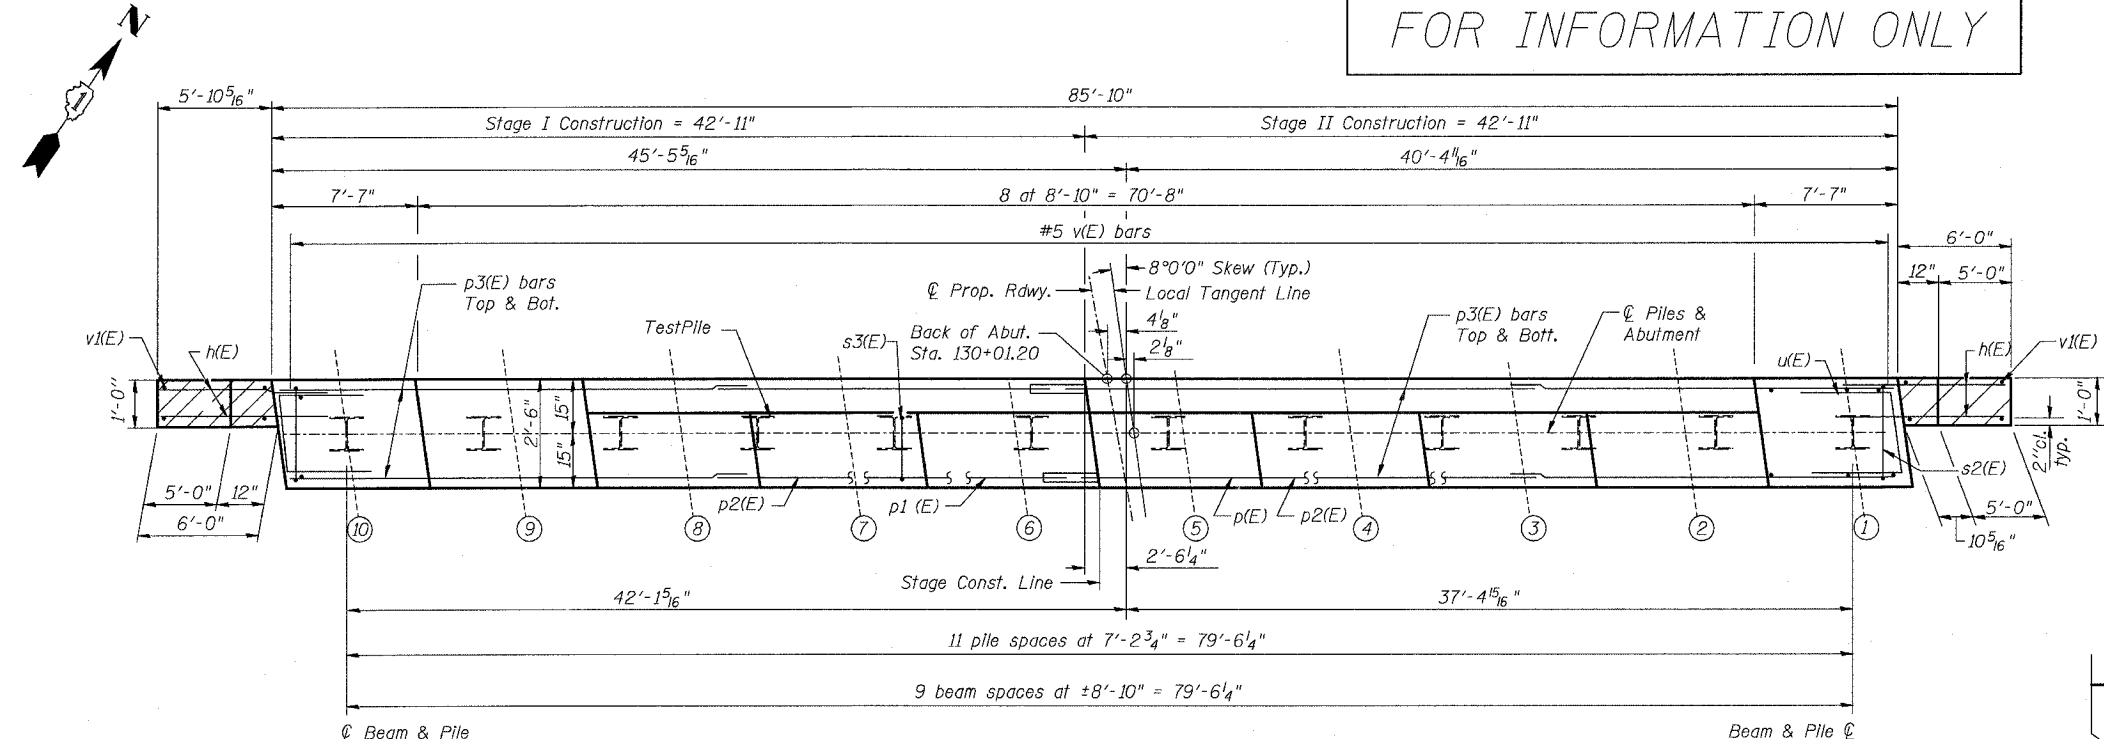 FOR INFORMATION ONLY
N
1
5'-10 5/16"
85'-10"
Stage I Construction = 42'-11"
Stage II Construction = 42'-11"
45'-5 5/16"
40'-4 11/16"
7'-7"
8 at 8'-10" = 70'-8"
7'-7"
#5 v(E) bars
6'-0"
12"
5'-0"
8°0'0" Skew (Typ.)
℄ Prop. Rdwy.
Local Tangent Line
p3(E) bars
Top & Bot.
4 1/8"
2 1/8"
p3(E) bars
Top & Bott.
℄ Piles &
Abutment
v1(E)
h(E)
TestPile
s3(E)
Back of Abut.
Sta. 130+01.20
u(E)
h(E)
v1(E)
1'-0"
2'-6"
15"
15"
1'-0"
2" cl.
typ.
s2(E)
5'-0"
12"
6'-0"
p2(E)
p1 (E)
p(E)
p2(E)
5'-0"
10 5/16"
10
9
8
7
6
5
4
3
2
1
2'-6 1/4"
Stage Const. Line
42'-1 5/16"
37'-4 15/16"
11 pile spaces at 7'-2 3/4" = 79'-6 1/4"
9 beam spaces at ±8'-10" = 79'-6 1/4"
℄ Beam & Pile
Beam & Pile ℄